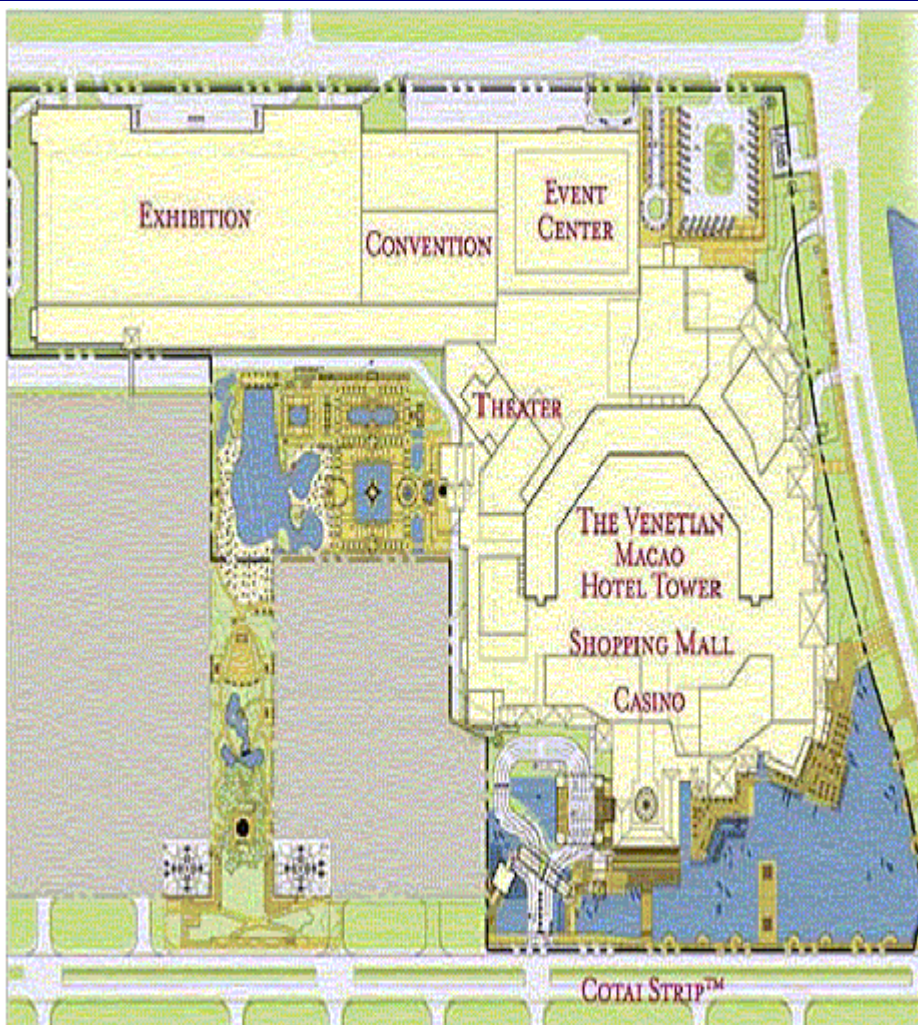 EXHIBITION
CONVENTION
EVENT
CENTER
THEATER
THE VENETIAN
MACAO
HOTEL TOWER
SHOPPING MALL
CASINO
COTAI STRIP™